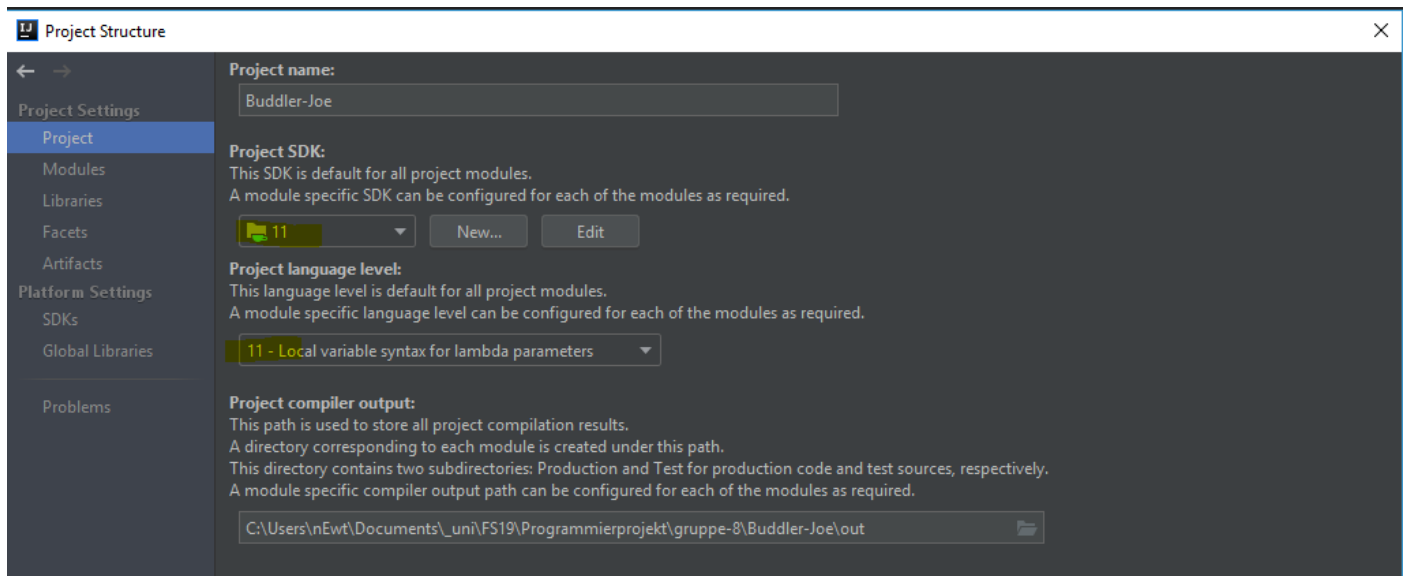 Project Structure
Project Settings
Project
Modules
Libraries
Facets
Artifacts
Platform Settings
SDKs
Global Libraries
Problems
Project name:
Buddler-Joe
Project SDK:
This SDK is default for all project modules.
A module specific SDK can be configured for each of the modules as required.
11 New... Edit
Project language level:
This language level is default for all project modules.
A module specific language level can be configured for each of the modules as required.
11 - Local variable syntax for lambda parameters
Project compiler output:
This path is used to store all project compilation results.
A directory corresponding to each module is created under this path.
This directory contains two subdirectories: Production and Test for production code and test sources, respectively.
A module specific compiler output path can be configured for each of the modules as required.
C:\Users\nEwt\Documents\_uni\FS19\Programmierprojekt\gruppe-8\Buddler-Joe\out